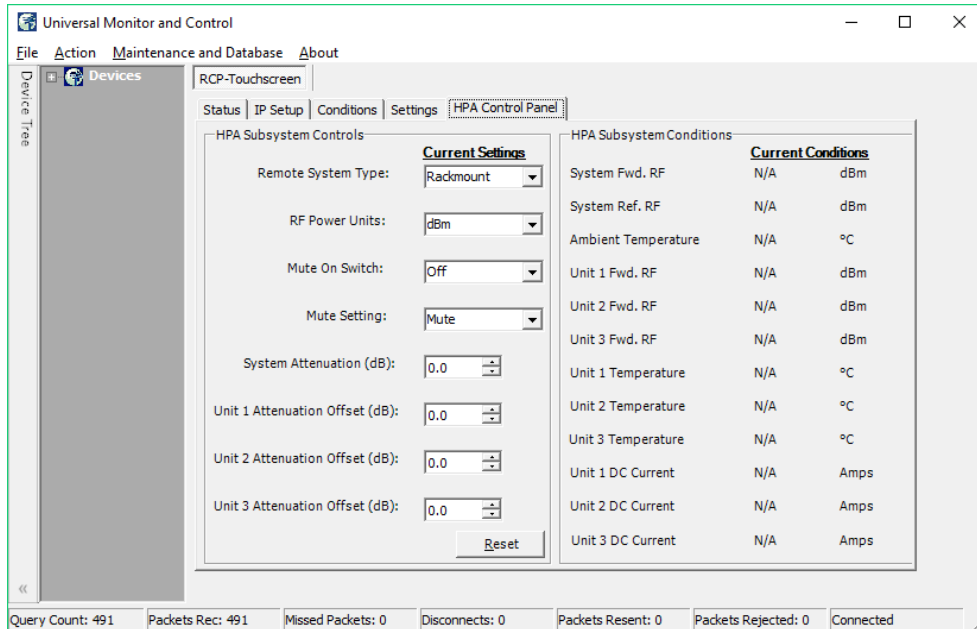 Universal Monitor and Control
File Action Maintenance and Database About
Device Tree
Devices
RCP-Touchscreen
Status IP Setup Conditions Settings HPA Control Panel
HPA Subsystem Controls
Current Settings
Remote System Type: Rackmount
RF Power Units: dBm
Mute On Switch: Off
Mute Setting: Mute
System Attenuation (dB): 0.0
Unit 1 Attenuation Offset (dB): 0.0
Unit 2 Attenuation Offset (dB): 0.0
Unit 3 Attenuation Offset (dB): 0.0
Reset
HPA Subsystem Conditions
Current Conditions
System Fwd. RF N/A dBm
System Ref. RF N/A dBm
Ambient Temperature N/A °C
Unit 1 Fwd. RF N/A dBm
Unit 2 Fwd. RF N/A dBm
Unit 3 Fwd. RF N/A dBm
Unit 1 Temperature N/A °C
Unit 2 Temperature N/A °C
Unit 3 Temperature N/A °C
Unit 1 DC Current N/A Amps
Unit 2 DC Current N/A Amps
Unit 3 DC Current N/A Amps
Query Count: 491 Packets Rec: 491 Missed Packets: 0 Disconnects: 0 Packets Resent: 0 Packets Rejected: 0 Connected